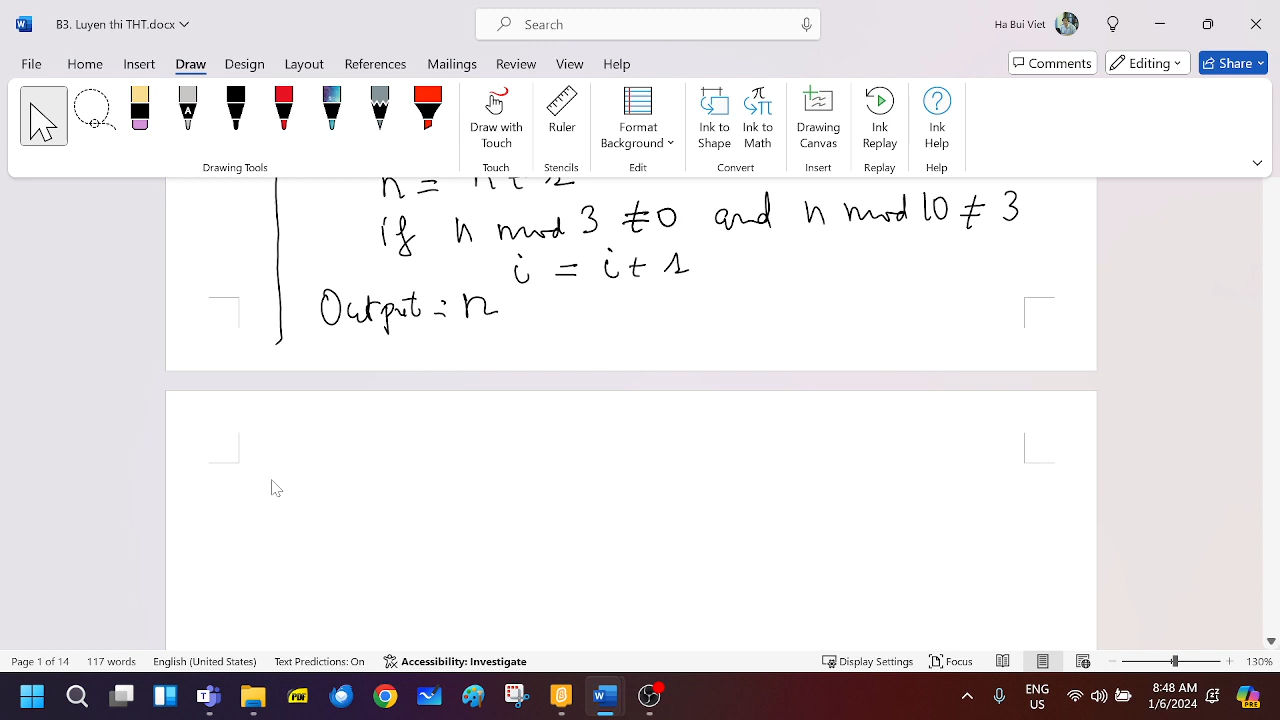 B3. Luyen thi THT.docx
Search
Ha Bui Viet
File Home Insert Draw Design Layout References Mailings Review View Help
Comments Editing Share
Draw with Touch
Ruler
Format Background
Ink to Shape
Ink to Math
Drawing Canvas
Ink Replay
Ink Help
Drawing Tools Touch Stencils Edit Convert Insert Replay Help
n = n + 1
if n mod 3 ≠ 0 and n mod 10 ≠ 3
i = i + 1
Output: n
Page 1 of 14 117 words English (United States) Text Predictions: On Accessibility: Investigate Display Settings Focus 130%
PDF
ENG
US
8:48 AM
1/6/2024
PRE